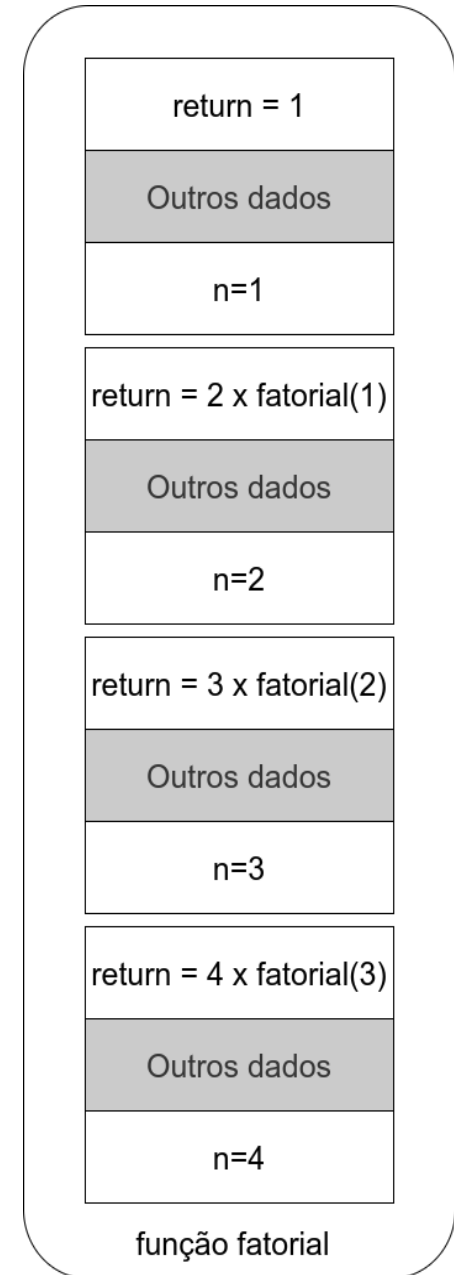 return = 1
Outros dados
n=1
return = 2 x fatorial(1)
Outros dados
n=2
return = 3 x fatorial(2)
Outros dados
n=3
return = 4 x fatorial(3)
Outros dados
n=4
função fatorial